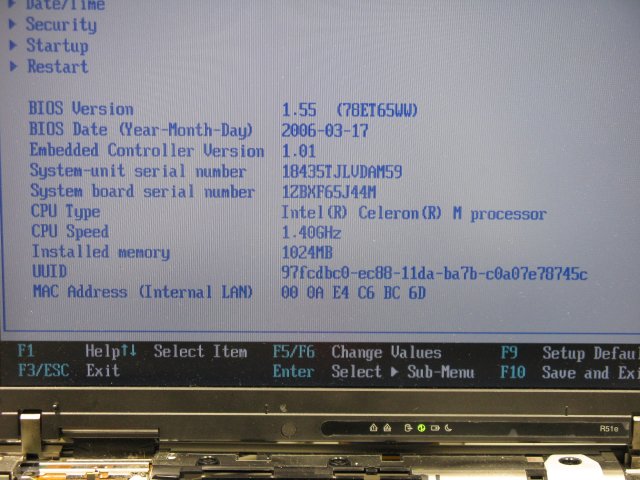 Date/Time
Security
Startup
Restart
BIOS Version 1.55 (78ET65WW)
BIOS Date (Year-Month-Day) 2006-03-17
Embedded Controller Version 1.01
System-unit serial number 18435TJLVDAM59
System board serial number 1ZBXF65J44M
CPU Type Intel(R) Celeron(R) M processor
CPU Speed 1.40GHz
Installed memory 1024MB
UUID 97fcdbc0-ec88-11da-ba7b-c0a07e78745c
MAC Address (Internal LAN) 00 0A E4 C6 BC 6D
F1 Help↑↓ Select Item F5/F6 Change Values F9 Setup Defau
F3/ESC Exit Enter Select ▸ Sub-Menu F10 Save and Exi
R51e